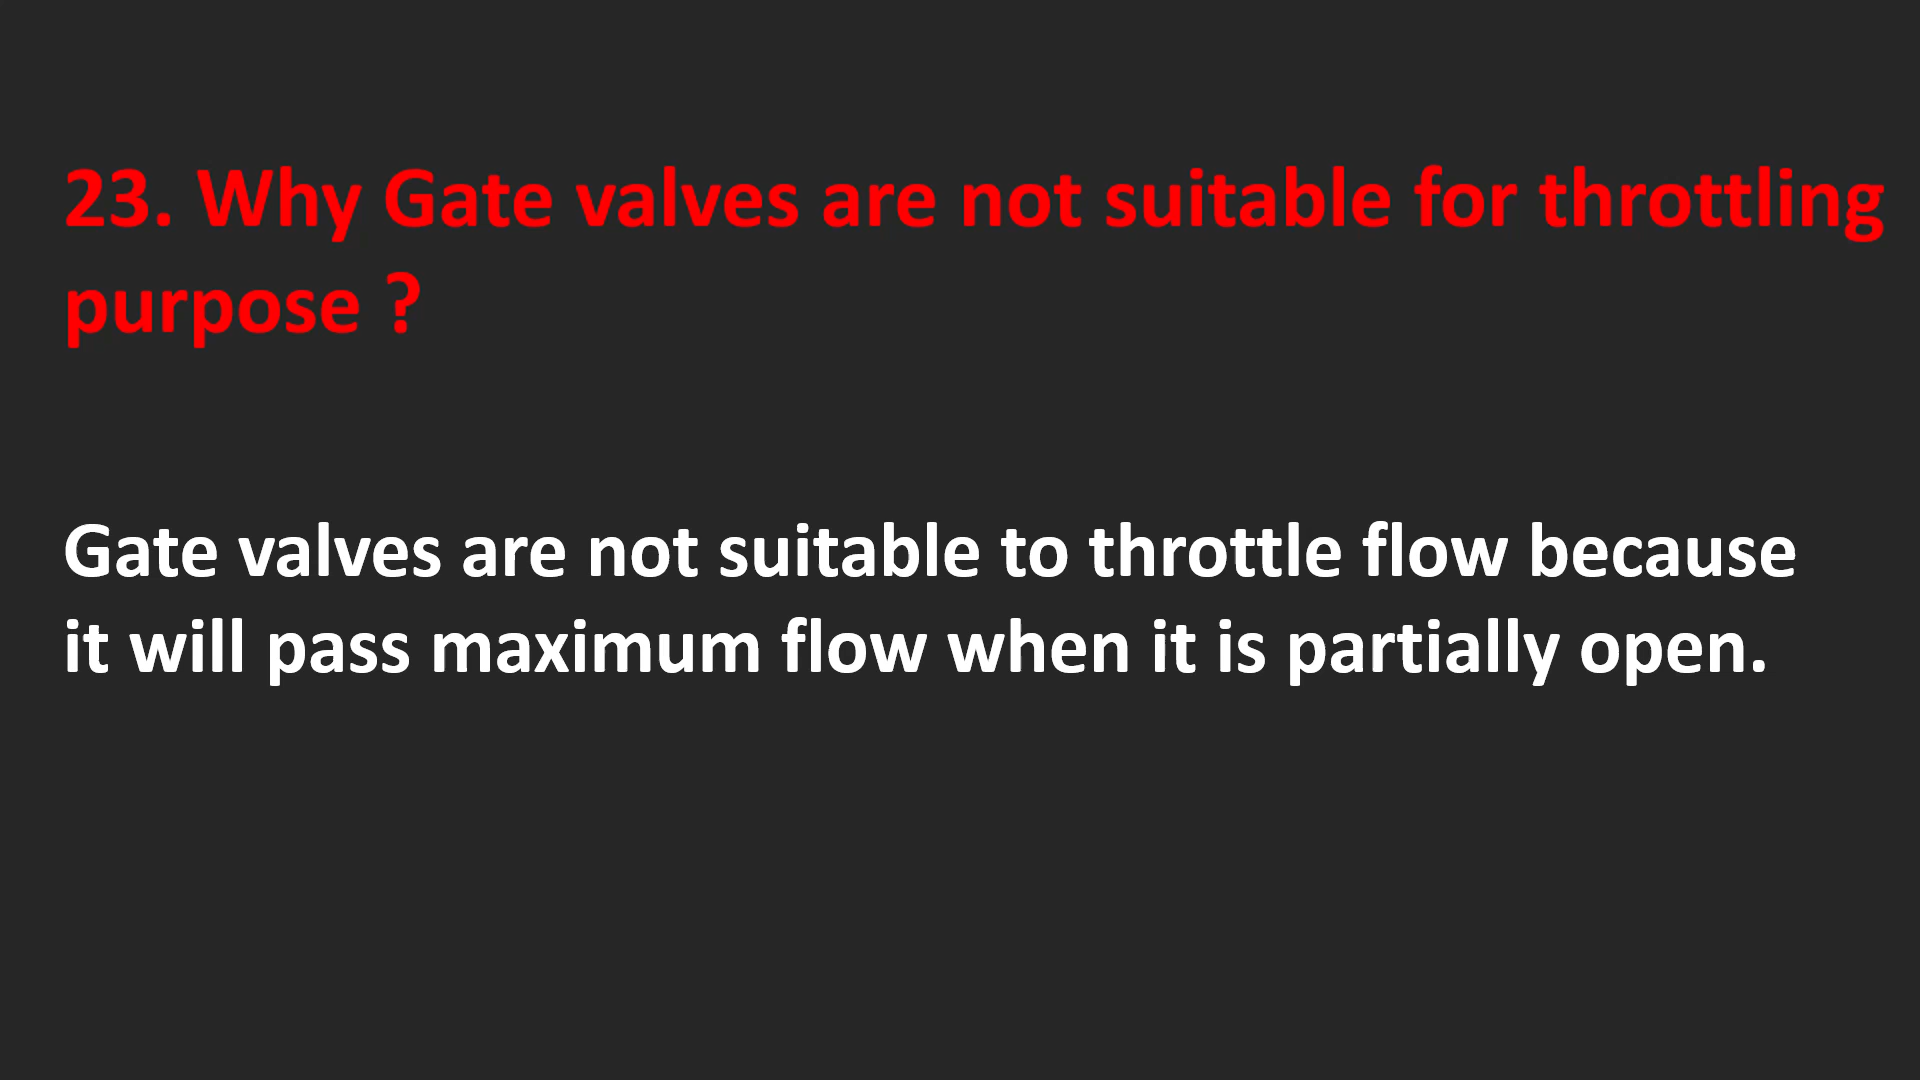 23. Why Gate valves are not suitable for throttling
purpose ?
Gate valves are not suitable to throttle flow because
it will pass maximum flow when it is partially open.